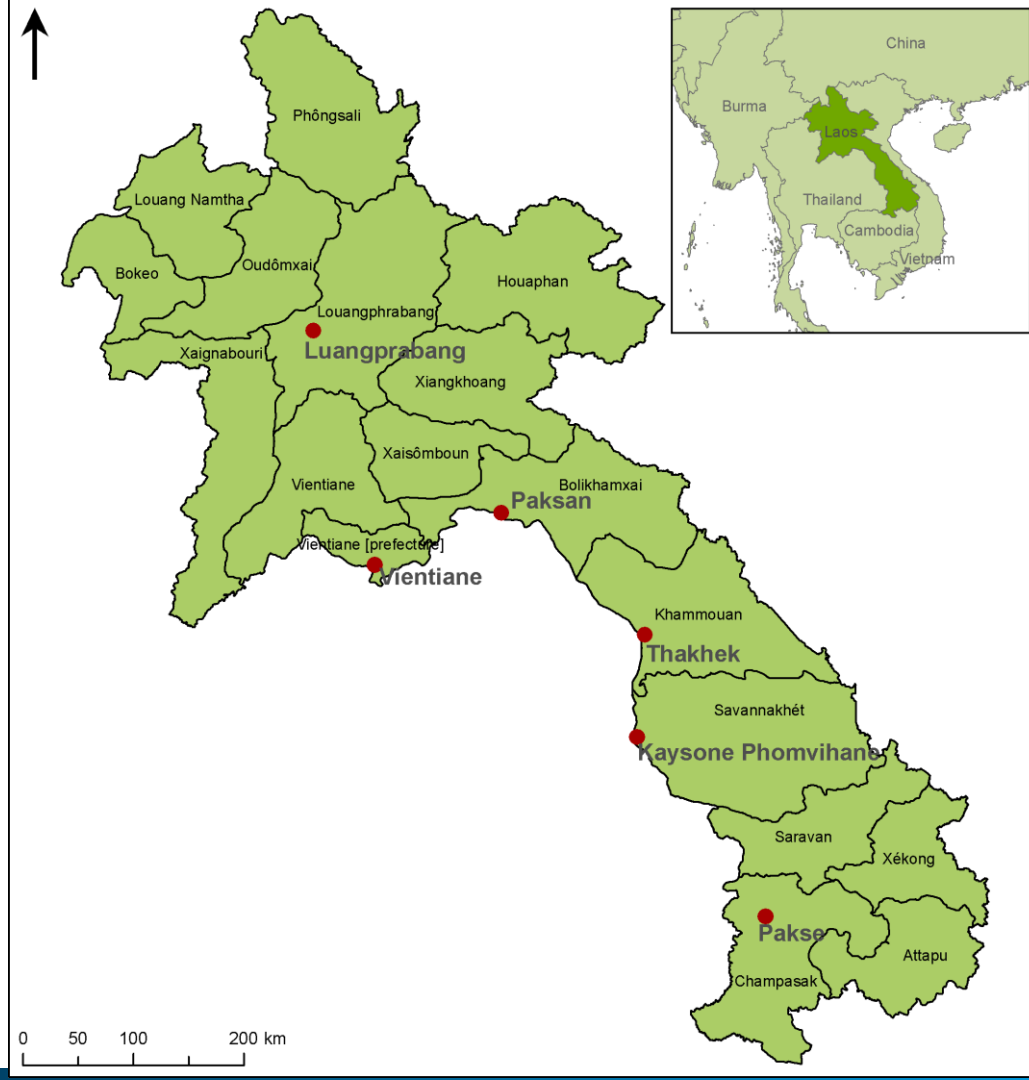 China
Burma
Laos
Thailand
Cambodia
Vietnam
Phôngsali
Louang Namtha
Oudômxai
Bokeo
Houaphan
Louangphrabang
Luangprabang
Xaignabouri
Xiangkhoang
Xaisômboun
Vientiane
Bolikhamxai
Paksan
Vientiane [prefecture]
Vientiane
Khammouan
Thakhek
Savannakhét
Kaysone Phomvihane
Saravan
Xékong
Pakse
Attapu
Champasak
0 50 100 200 km